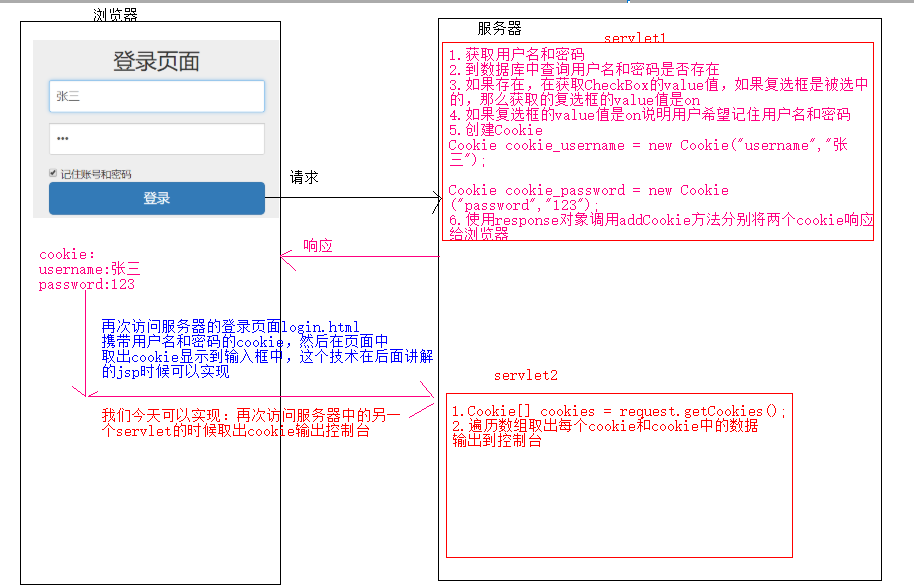 浏览器
登录页面
张三
•••
记住账号和密码
登录
请求
响应
cookie:
username:张三
password:123
再次访问服务器的登录页面login.html
携带用户名和密码的cookie，然后在页面中
取出cookie显示到输入框中，这个技术在后面讲解
的jsp时候可以实现
我们今天可以实现：再次访问服务器中的另一
个servlet的时候取出cookie输出控制台
服务器
servlet1
1.获取用户名和密码
2.到数据库中查询用户名和密码是否存在
3.如果存在，在获取CheckBox的value值，如果复选框是被选中
的，那么获取的复选框的value值是on
4.如果复选框的value值是on说明用户希望记住用户名和密码
5.创建Cookie
Cookie cookie_username = new Cookie("username","张
三");
Cookie cookie_password = new Cookie
("password","123");
6.使用response对象调用addCookie方法分别将两个cookie响应
给浏览器
servlet2
1.Cookie[] cookies = request.getCookies();
2.遍历数组取出每个cookie和cookie中的数据
输出到控制台